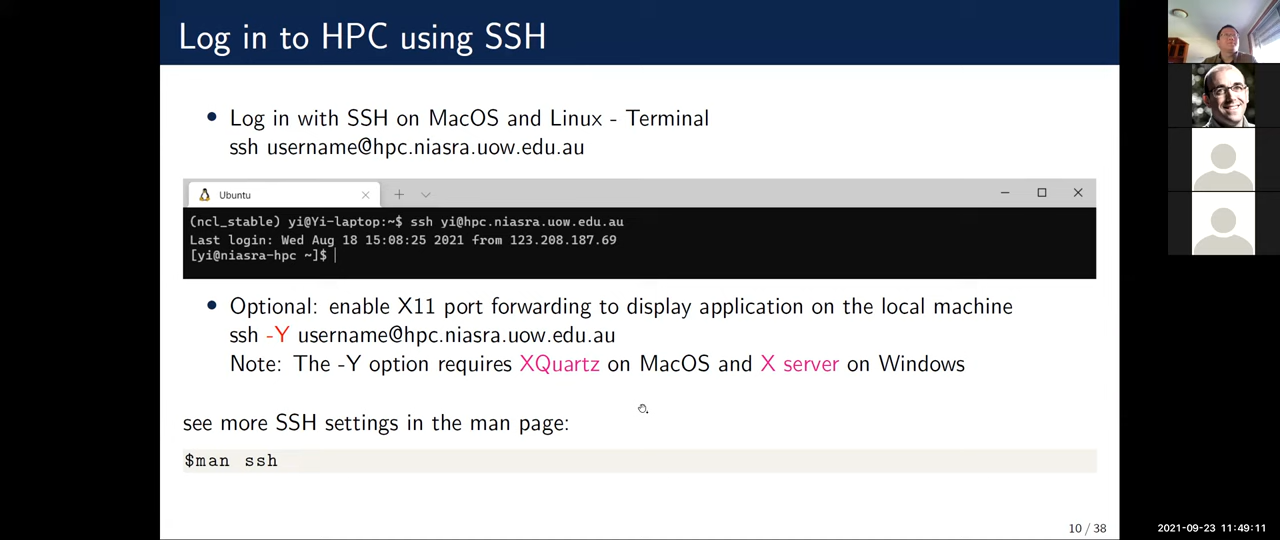 Log in to HPC using SSH
Log in with SSH on MacOS and Linux - Terminal
ssh username@hpc.niasra.uow.edu.au
Ubuntu
(ncl_stable) yi@Yi-laptop:~$ ssh yi@hpc.niasra.uow.edu.au
Last login: Wed Aug 18 15:08:25 2021 from 123.208.187.69
[yi@niasra-hpc ~]$
Optional: enable X11 port forwarding to display application on the local machine
ssh -Y username@hpc.niasra.uow.edu.au
Note: The -Y option requires XQuartz on MacOS and X server on Windows
see more SSH settings in the man page:
$man ssh
10 / 38
2021-09-23 11:49:11